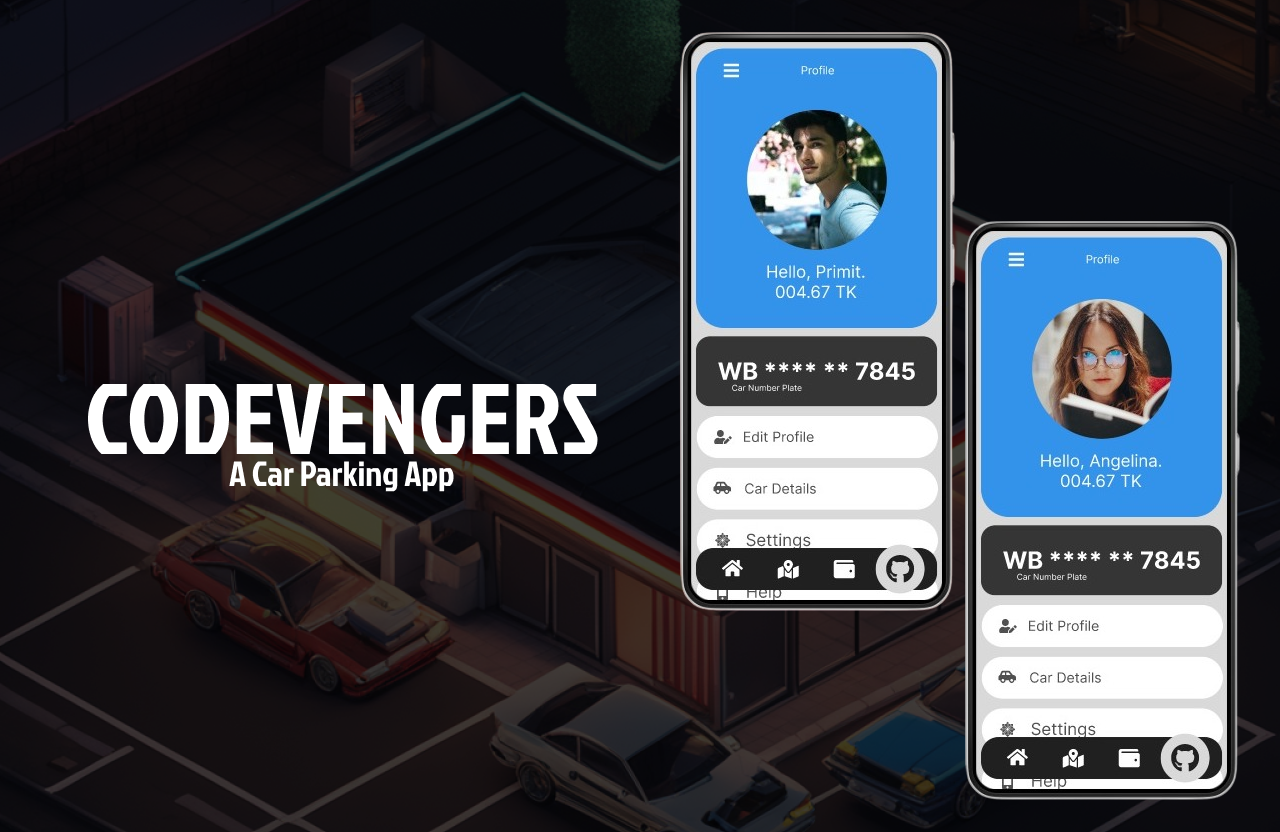 CODEVENGERS
A Car Parking App
Profile
Hello, Primit.
004.67 TK
WB **** ** 7845
Car Number Plate
Edit Profile
Car Details
Settings
Help
Profile
Hello, Angelina.
004.67 TK
WB **** ** 7845
Car Number Plate
Edit Profile
Car Details
Settings
Help